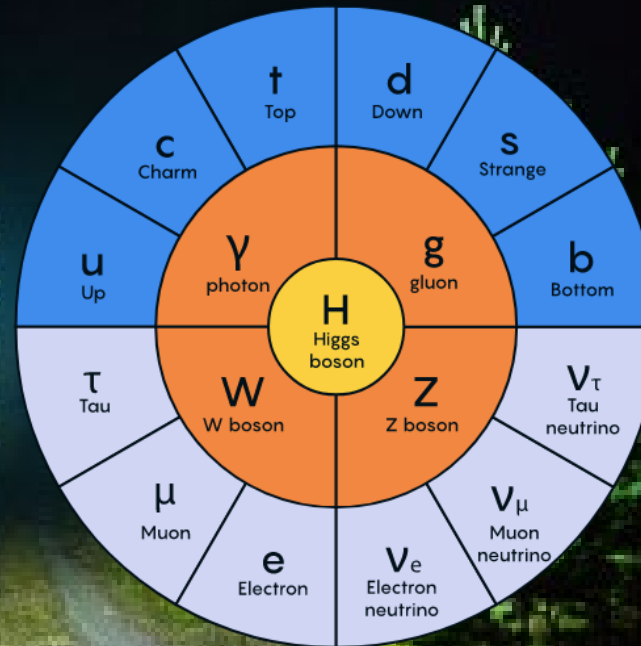 t
Top
d
Down
c
Charm
s
Strange
u
Up
γ
photon
g
gluon
b
Bottom
H
Higgs
boson
τ
Tau
W
W boson
Z
Z boson
ντ
Tau
neutrino
μ
Muon
νμ
Muon
neutrino
e
Electron
νe
Electron
neutrino